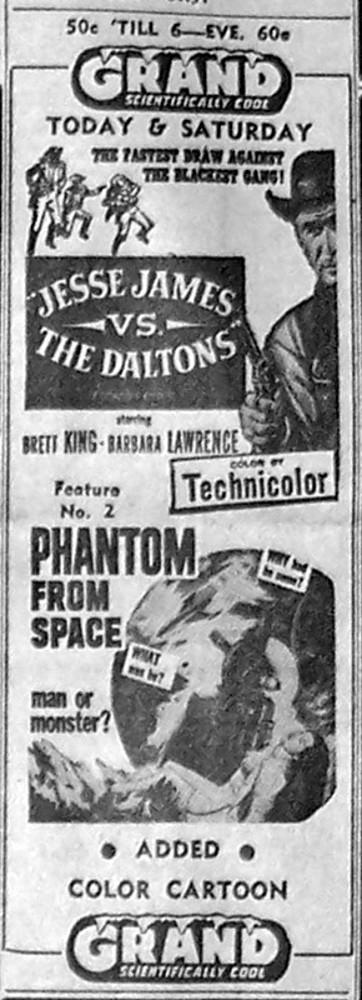 50¢ 'TILL 6—EVE. 60¢
GRAND
SCIENTIFICALLY COOL
TODAY & SATURDAY
THE FASTEST DRAW AGAINST
THE BLACKEST GANG!
"JESSE JAMES
VS.
THE DALTONS"
starring
BRETT KING - BARBARA LAWRENCE
COLOR BY
Technicolor
Feature
No. 2
PHANTOM
FROM
SPACE
WHY had
he come?
WHAT
was he?
man or
monster?
• ADDED •
COLOR CARTOON
GRAND
SCIENTIFICALLY COOL